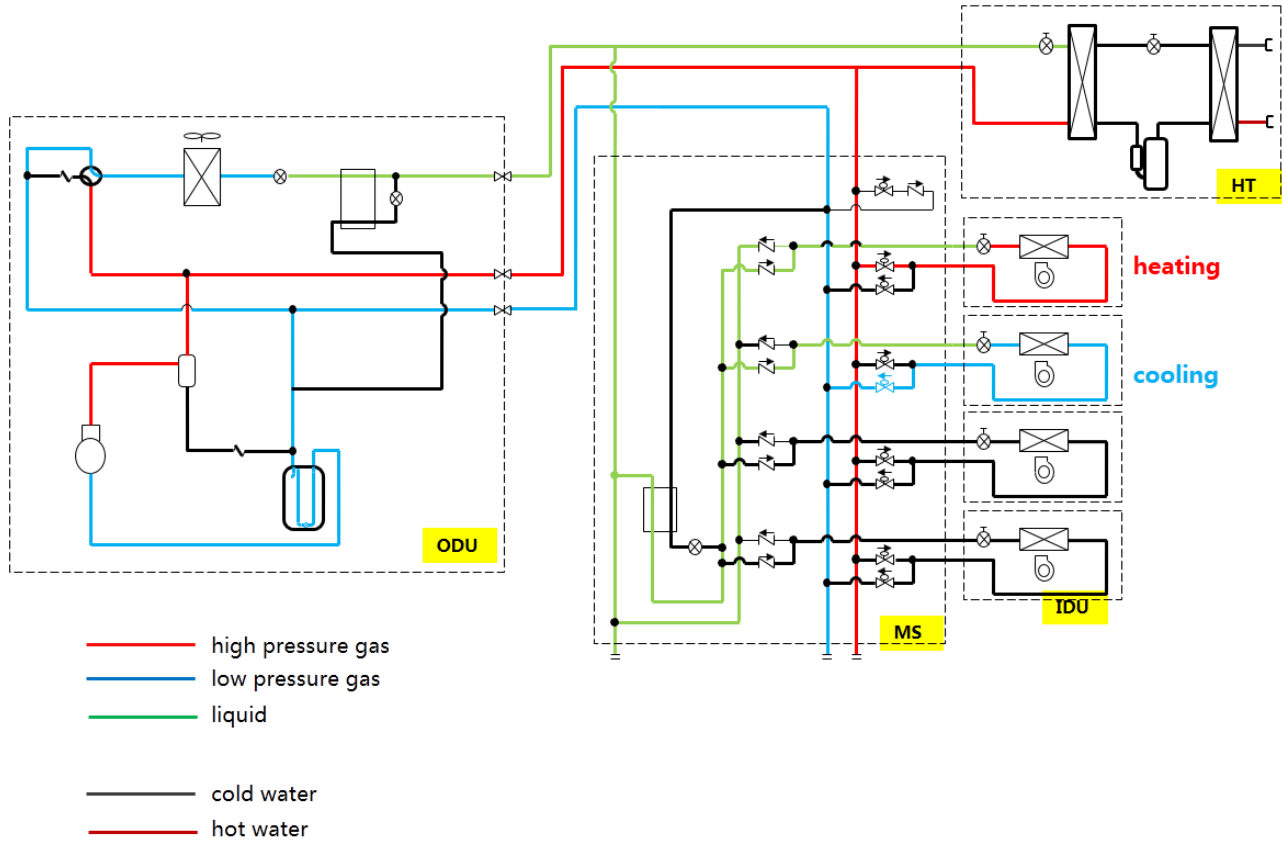 HT
heating
cooling
ODU
IDU
MS
high pressure gas
low pressure gas
liquid
cold water
hot water